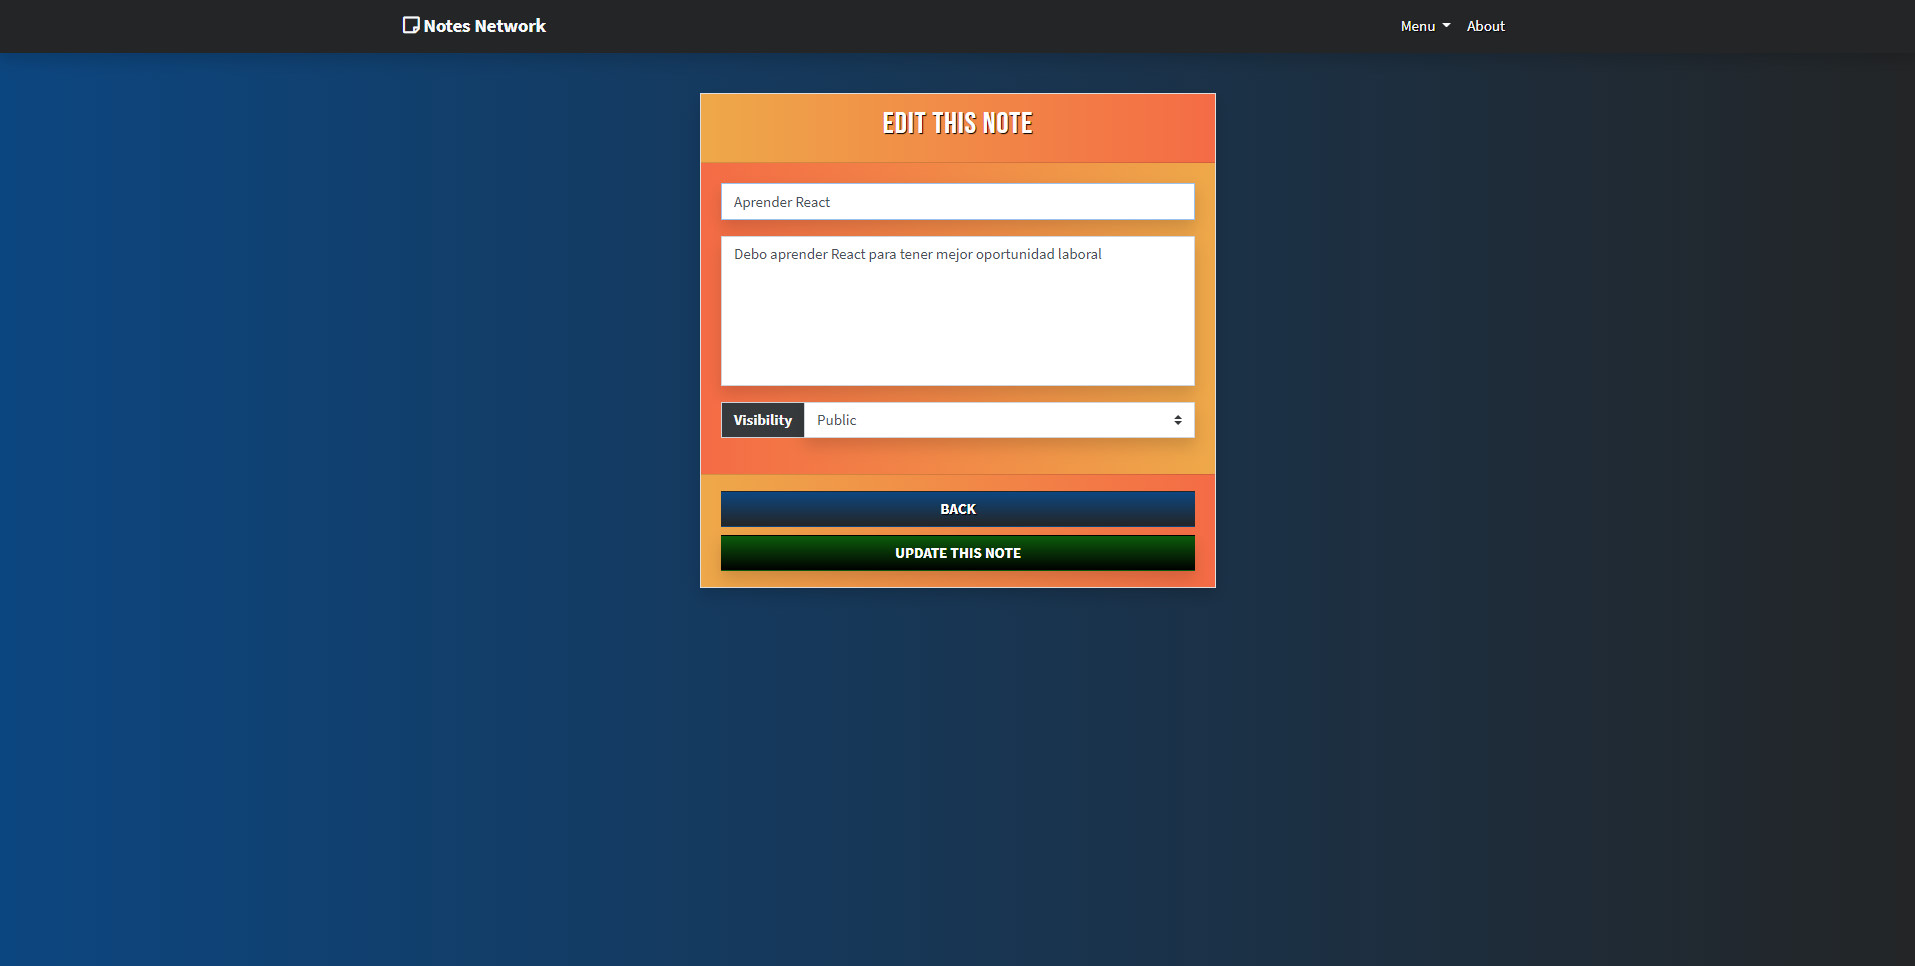 Notes Network
Menu About
EDIT THIS NOTE
Aprender React
Debo aprender React para tener mejor oportunidad laboral
Visibility Public
BACK
UPDATE THIS NOTE